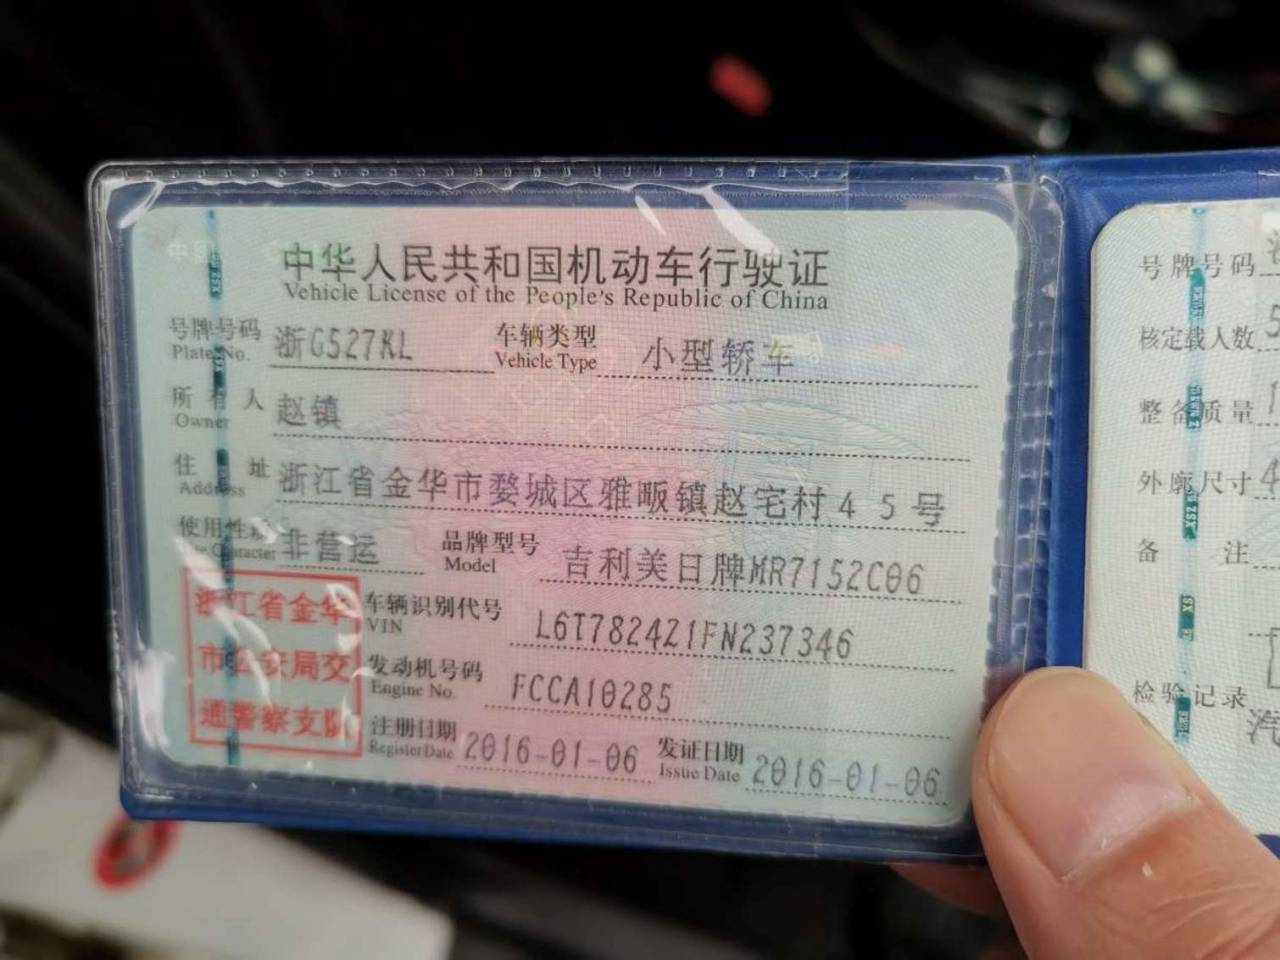 中华人民共和国机动车行驶证
Vehicle License of the People's Republic of China
号牌号码 浙G527KL 车辆类型 小型轿车
Plate No. Vehicle Type
所有人 赵镇
Owner
住址 浙江省金华市婺城区雅畈镇赵宅村45号
Address
使用性质 非营运 品牌型号 吉利美日牌MR7152C06
Character Model
浙江省金华
市公安局交
通警察支队
车辆识别代号 L6T7824Z1FN237346
VIN
发动机号码 FCCA10285
Engine No.
注册日期 2016-01-06 发证日期 2016-01-06
Register Date Issue Date
号牌号码
核定载人数 5
整备质量
外廓尺寸 4
备注
检验记录